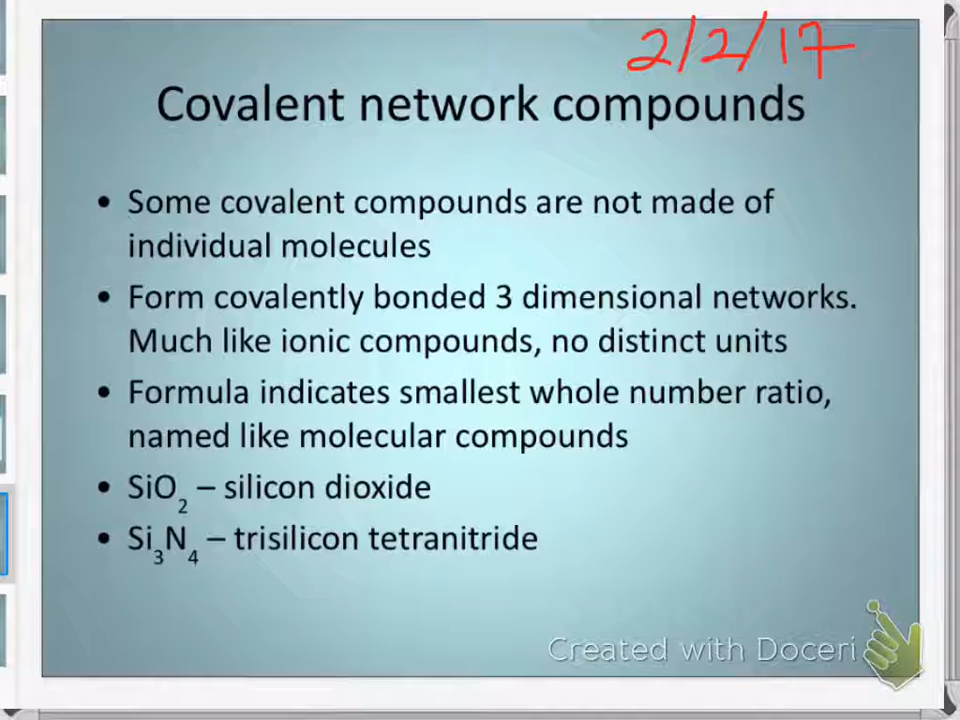 2/2/17
Covalent network compounds
• Some covalent compounds are not made of
individual molecules
• Form covalently bonded 3 dimensional networks.
Much like ionic compounds, no distinct units
• Formula indicates smallest whole number ratio,
named like molecular compounds
• SiO₂ – silicon dioxide
• Si₃N₄ – trisilicon tetranitride
Created with Doceri